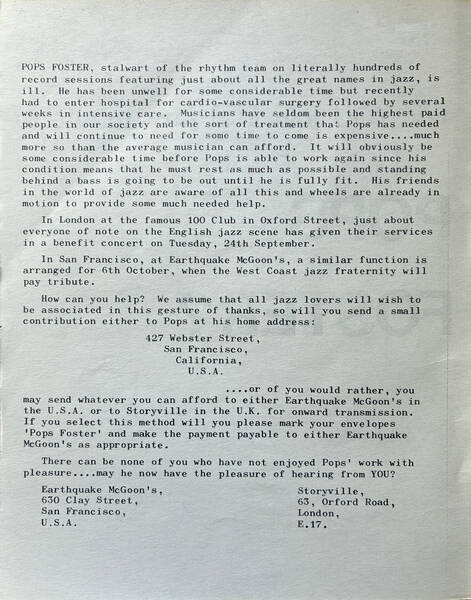 POPS FOSTER, stalwart of the rhythm team on literally hundreds of
record sessions featuring just about all the great names in jazz, is
ill. He has been unwell for some considerable time but recently
had to enter hospital for cardio-vascular surgery followed by several
weeks in intensive care. Musicians have seldom been the highest paid
people in our society and the sort of treatment that Pops has needed
and will continue to need for some time to come is expensive....much
more so than the average musician can afford. It will obviously be
some considerable time before Pops is able to work again since his
condition means that he must rest as much as possible and standing
behind a bass is going to be out until he is fully fit. His friends
in the world of jazz are aware of all this and wheels are already in
motion to provide some much needed help.
In London at the famous 100 Club in Oxford Street, just about
everyone of note on the English jazz scene has given their services
in a benefit concert on Tuesday, 24th September.
In San Francisco, at Earthquake McGoon's, a similar function is
arranged for 6th October, when the West Coast jazz fraternity will
pay tribute.
How can you help? We assume that all jazz lovers will wish to
be associated in this gesture of thanks, so will you send a small
contribution either to Pops at his home address:
427 Webster Street,
San Francisco,
California,
U.S.A.
....or of you would rather, you
may send whatever you can afford to either Earthquake McGoon's in
the U.S.A. or to Storyville in the U.K. for onward transmission.
If you select this method will you please mark your envelopes
'Pops Foster' and make the payment payable to either Earthquake
McGoon's as appropriate.
There can be none of you who have not enjoyed Pops' work with
pleasure....may he now have the pleasure of hearing from YOU?
Earthquake McGoon's, Storyville,
630 Clay Street, 63, Orford Road,
San Francisco, London,
U.S.A. E.17.